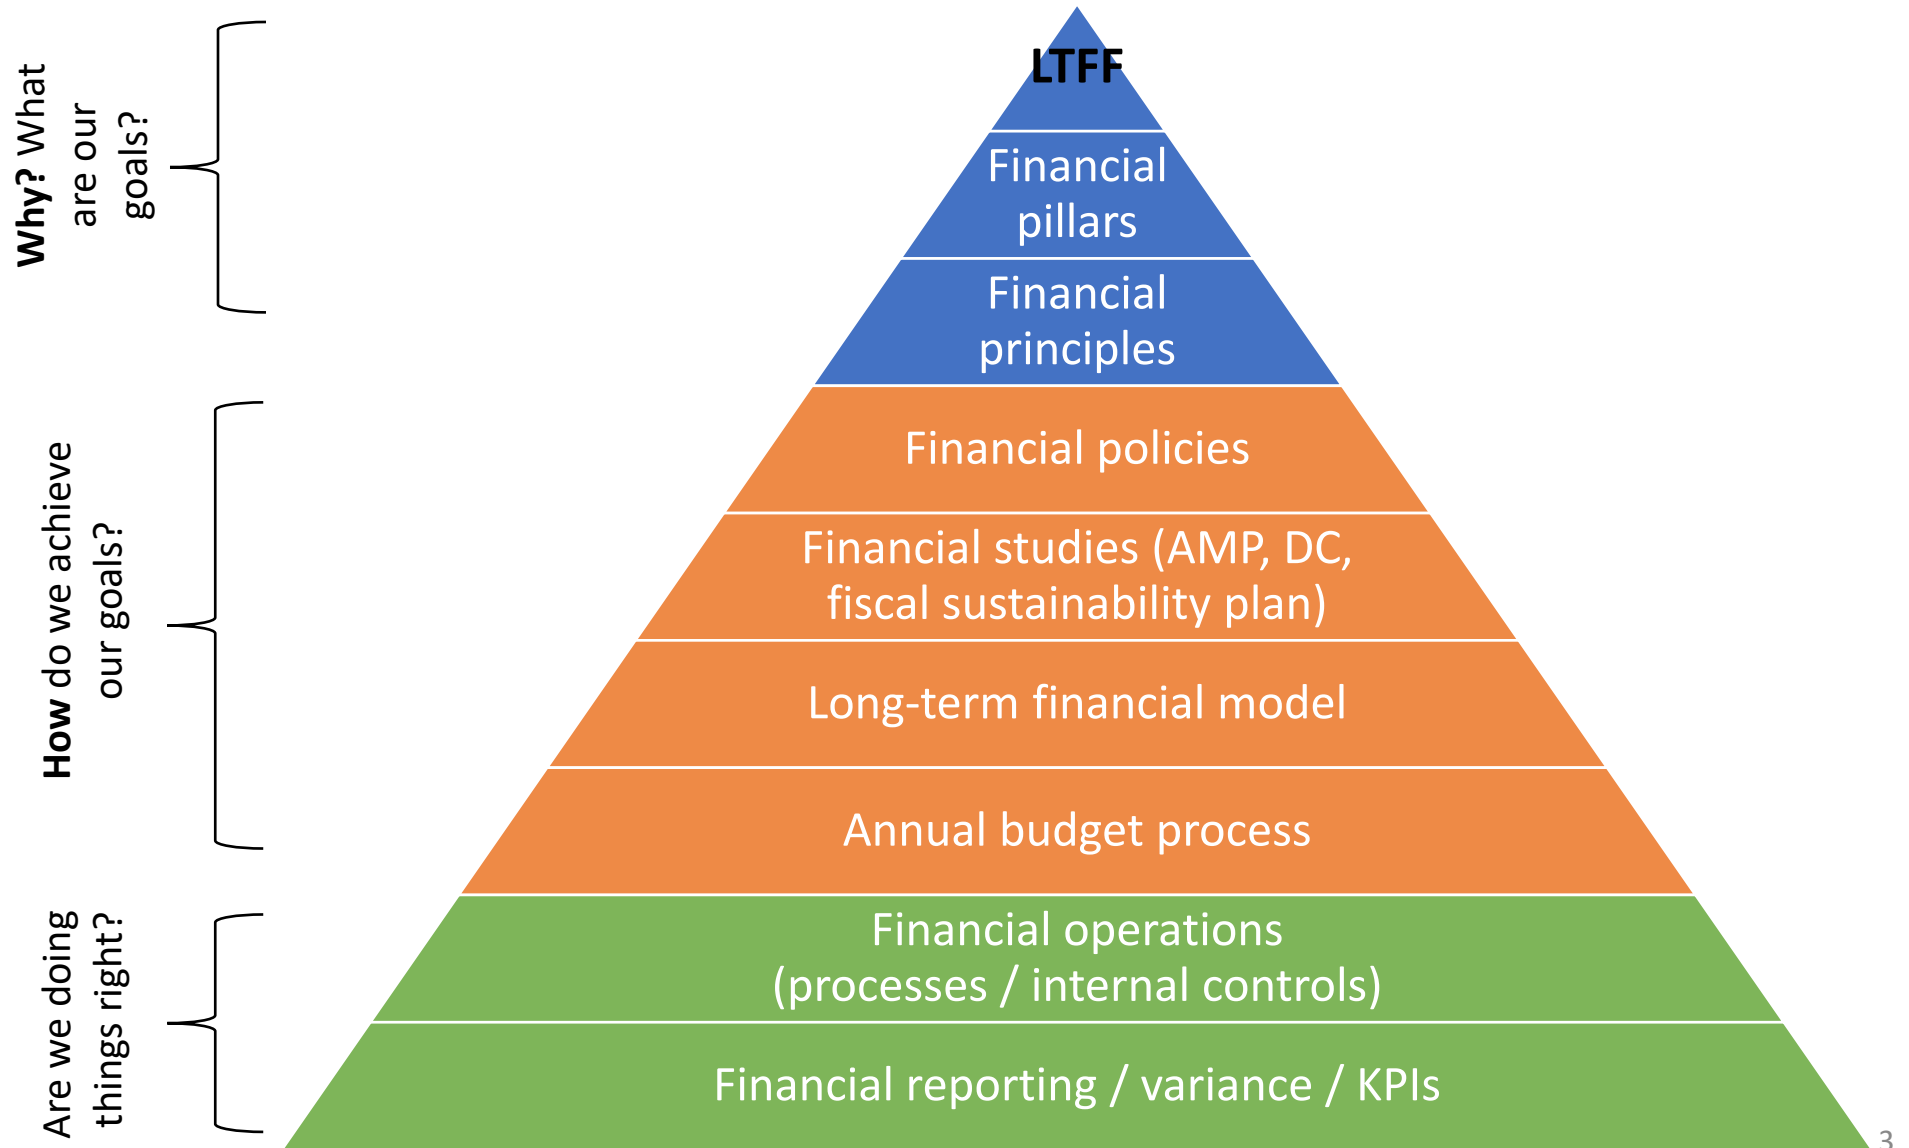 Why? What
are our
goals?
LTFF
Financial
pillars
Financial
principles
How do we achieve
our goals?
Financial policies
Financial studies (AMP, DC,
fiscal sustainability plan)
Long-term financial model
Annual budget process
Are we doing
things right?
Financial operations
(processes / internal controls)
Financial reporting / variance / KPIs
3